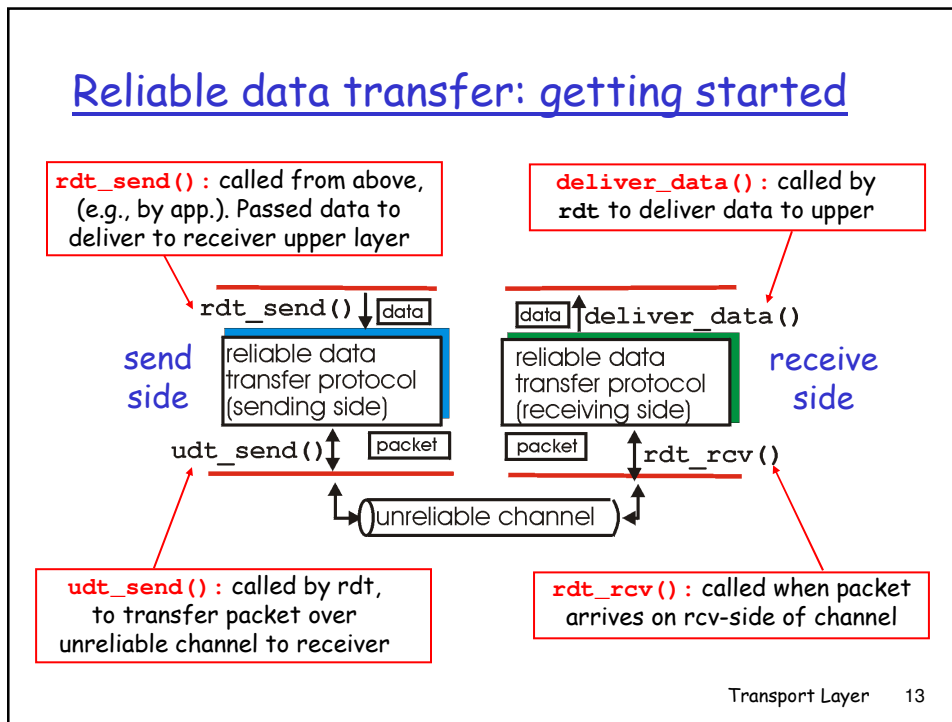 Reliable data transfer: getting started
rdt_send(): called from above,
(e.g., by app.). Passed data to
deliver to receiver upper layer
deliver_data(): called by
rdt to deliver data to upper
rdt_send()
data
data
deliver_data()
send
side
reliable data
transfer protocol
(sending side)
reliable data
transfer protocol
(receiving side)
receive
side
udt_send()
packet
packet
rdt_rcv()
unreliable channel
udt_send(): called by rdt,
to transfer packet over
unreliable channel to receiver
rdt_rcv(): called when packet
arrives on rcv-side of channel
Transport Layer 13